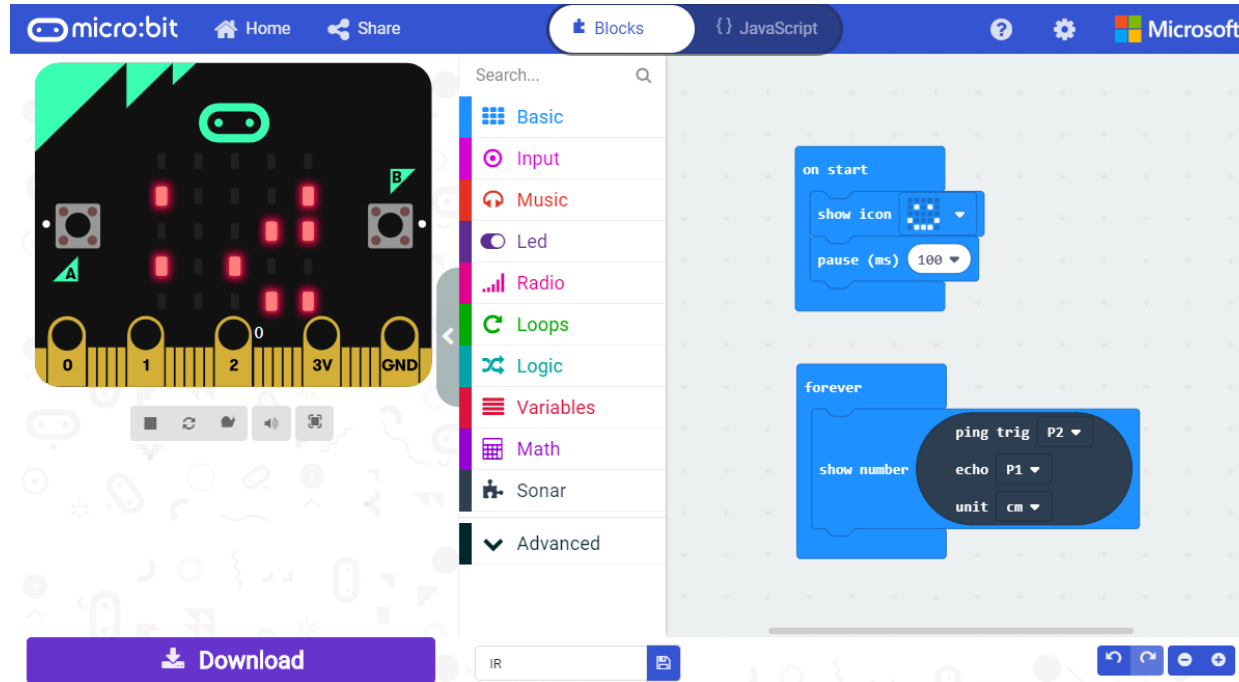 micro:bit Home Share Blocks {} JavaScript ? Microsoft
Search...
Basic
Input
Music
Led
Radio
Loops
Logic
Variables
Math
Sonar
Advanced
B
A
0
0 1 2 3V GND
on start
show icon
pause (ms) 100
forever
show number
ping trig P2
echo P1
unit cm
Download
IR